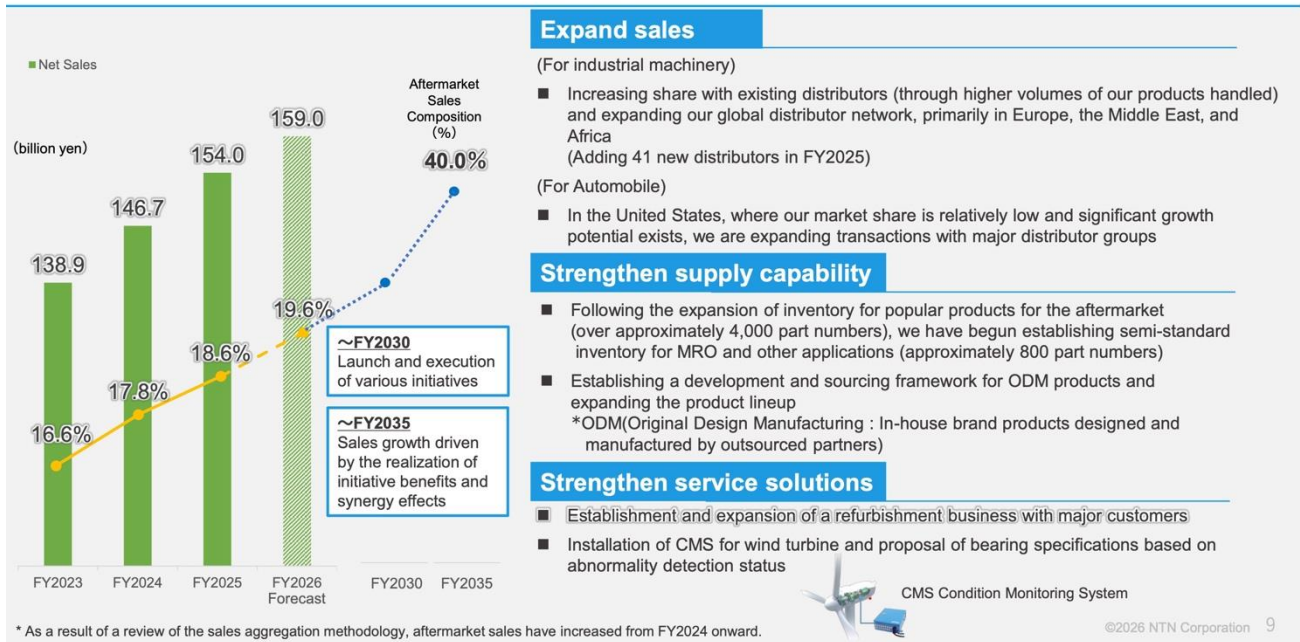 Net Sales
(billion yen)
138.9
146.7
154.0
159.0
16.6%
17.8%
18.6%
19.6%
Aftermarket
Sales
Composition
(%)
40.0%
~FY2030
Launch and execution
of various initiatives
~FY2035
Sales growth driven
by the realization of
initiative benefits and
synergy effects
FY2023
FY2024
FY2025
FY2026
Forecast
FY2030
FY2035
Expand sales
(For industrial machinery)
■ Increasing share with existing distributors (through higher volumes of our products handled)
and expanding our global distributor network, primarily in Europe, the Middle East, and
Africa
(Adding 41 new distributors in FY2025)
(For Automobile)
■ In the United States, where our market share is relatively low and significant growth
potential exists, we are expanding transactions with major distributor groups
Strengthen supply capability
■ Following the expansion of inventory for popular products for the aftermarket
(over approximately 4,000 part numbers), we have begun establishing semi-standard
inventory for MRO and other applications (approximately 800 part numbers)
■ Establishing a development and sourcing framework for ODM products and
expanding the product lineup
*ODM(Original Design Manufacturing : In-house brand products designed and
manufactured by outsourced partners)
Strengthen service solutions
■ Establishment and expansion of a refurbishment business with major customers
■ Installation of CMS for wind turbine and proposal of bearing specifications based on
abnormality detection status
CMS Condition Monitoring System
* As a result of a review of the sales aggregation methodology, aftermarket sales have increased from FY2024 onward.
©2026 NTN Corporation 9